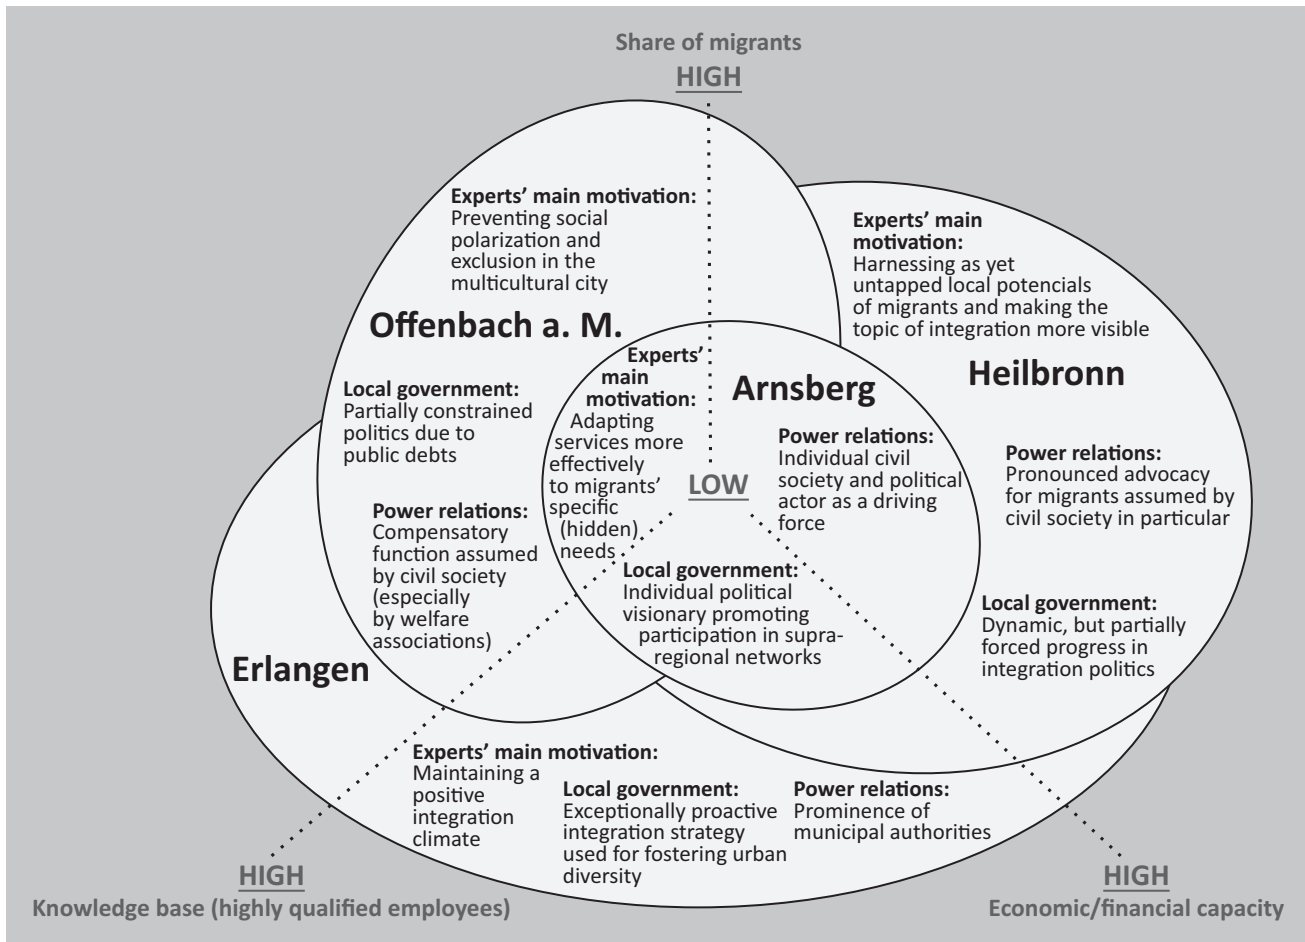 Share of migrants
HIGH
Experts’ main motivation:
Preventing social
polarization and
exclusion in the
multicultural city
Offenbach a. M.
Local government:
Partially constrained
politics due to
public debts
Power relations:
Compensatory
function assumed
by civil society
(especially
by welfare
associations)
Experts’ main
motivation:
Harnessing as yet
untapped local potencials
of migrants and making the
topic of integration more visible
Heilbronn
Power relations:
Pronounced advocacy
for migrants assumed by
civil society in particular
Local government:
Dynamic, but partially
forced progress in
integration politics
Experts’
main
motivation:
Adapting
services more
effectively
to migrants’
specific
(hidden)
needs
Arnsberg
Power relations:
Individual civil
society and political
actor as a driving
force
LOW
Local government:
Individual political
visionary promoting
participation in supra-
regional networks
Erlangen
Experts’ main motivation:
Maintaining a
positive
integration
climate
Local government:
Exceptionally proactive
integration strategy
used for fostering urban
diversity
Power relations:
Prominence of
municipal authorities
HIGH
Knowledge base (highly qualified employees)
HIGH
Economic/financial capacity